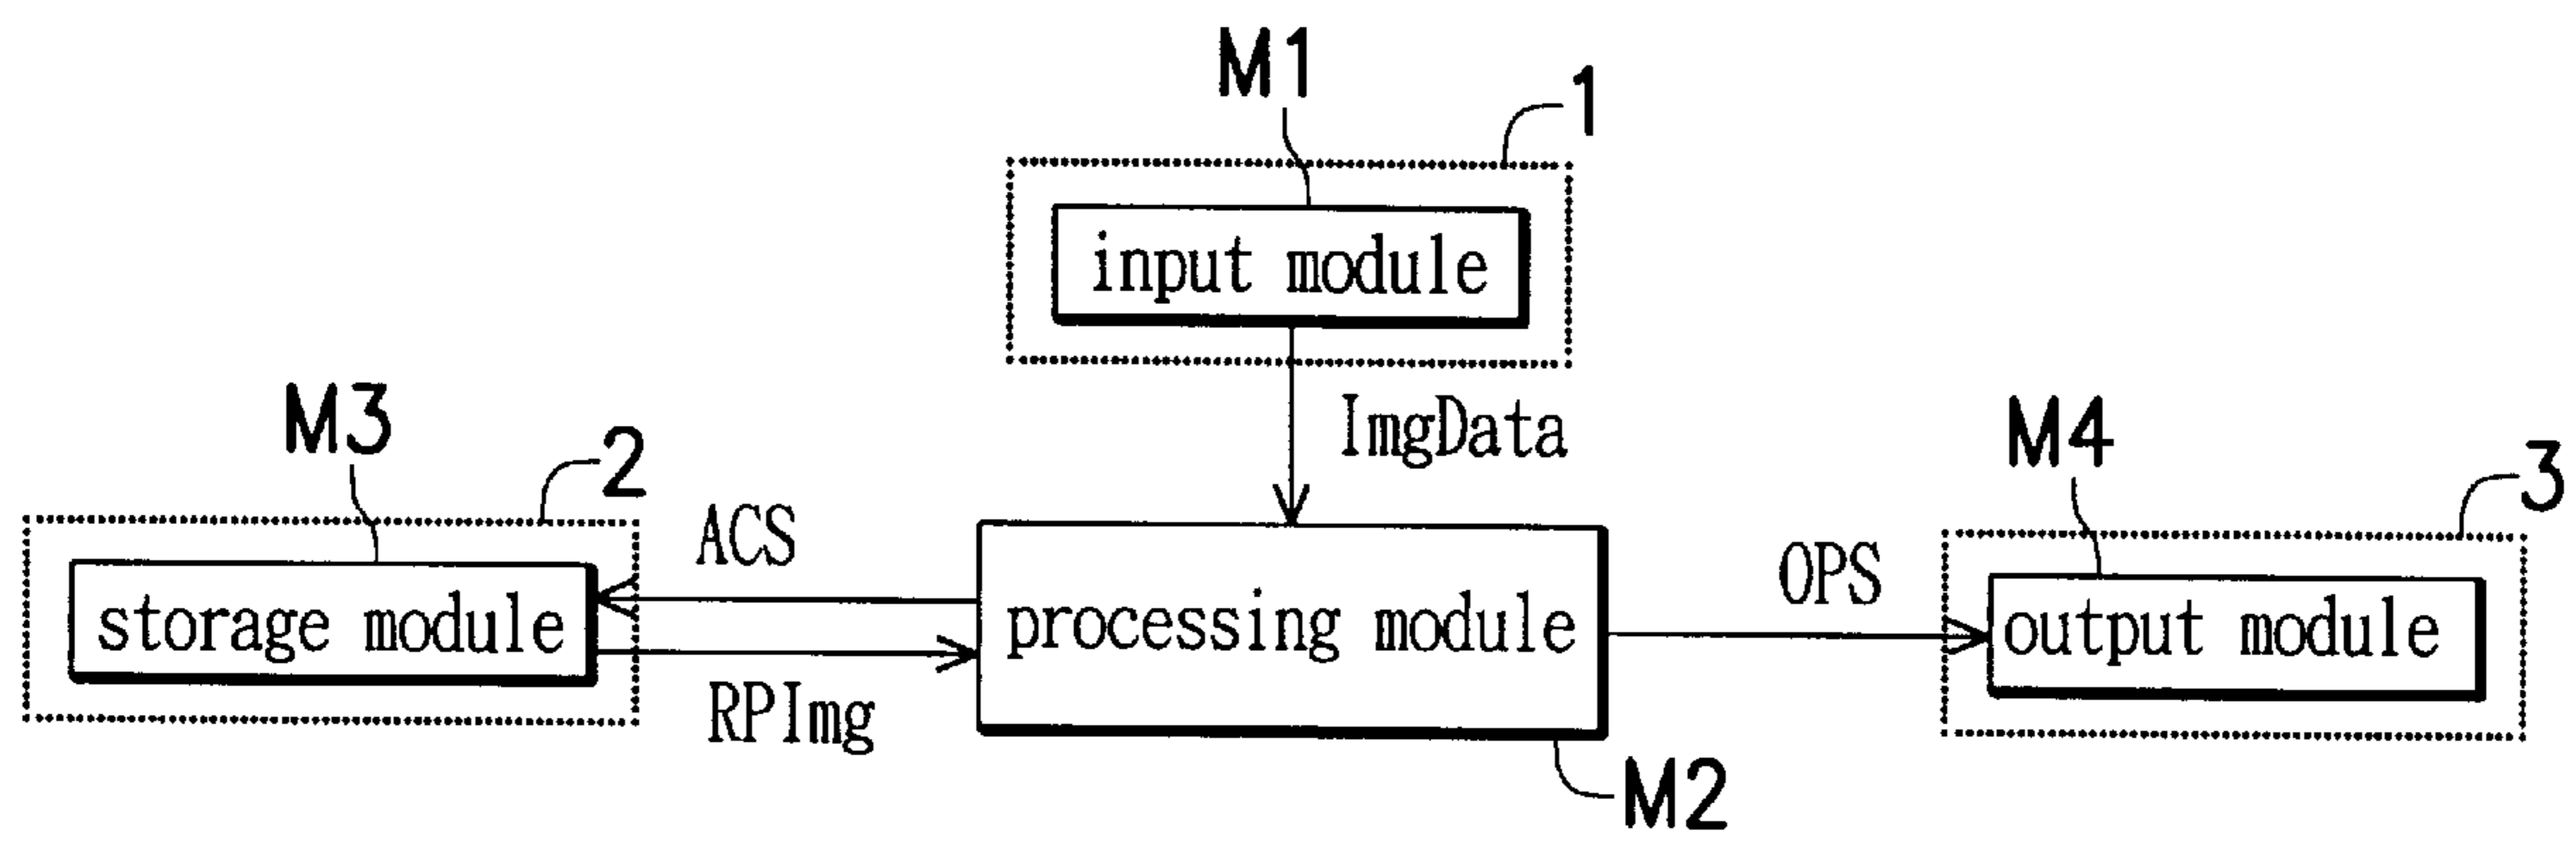 M1
1
input module
ImgData
M3
2
ACS
storage module
RPImg
processing module
M2
OPS
M4
3
output module